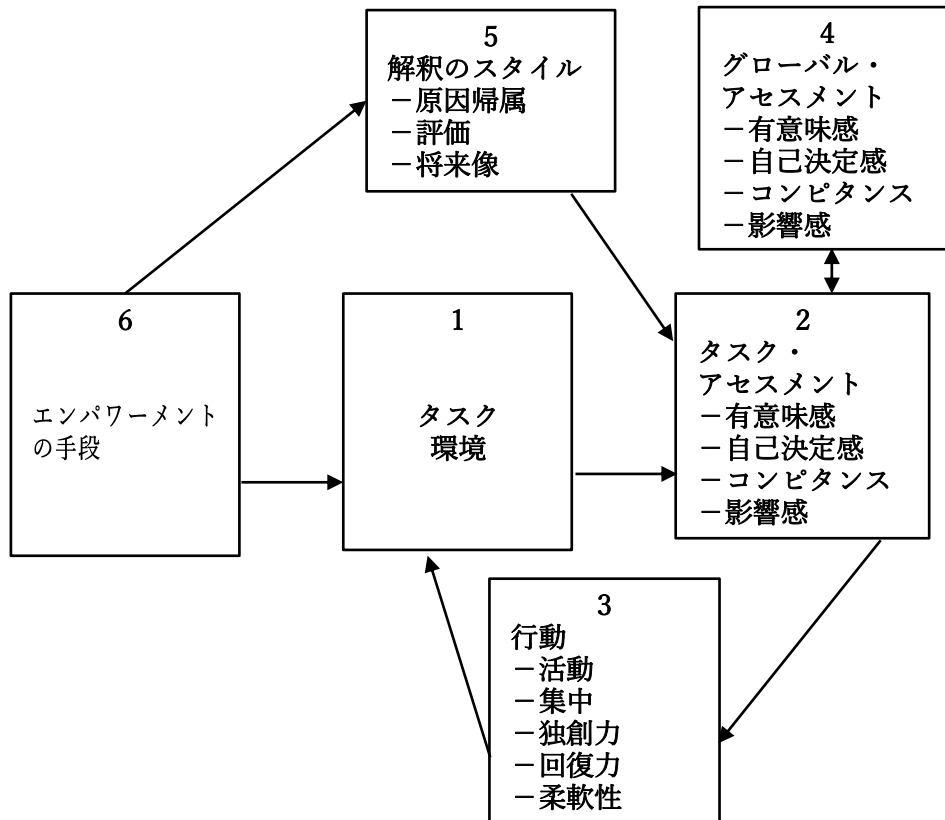 5
解釈のスタイル
－原因帰属
－評価
－将来像
4
グローバル・
アセスメント
－有意味感
－自己決定感
－コンピタンス
－影響感
6
エンパワーメント
の手段
1
タスク
環境
2
タスク・
アセスメント
－有意味感
－自己決定感
－コンピタンス
－影響感
3
行動
－活動
－集中
－独創力
－回復力
－柔軟性